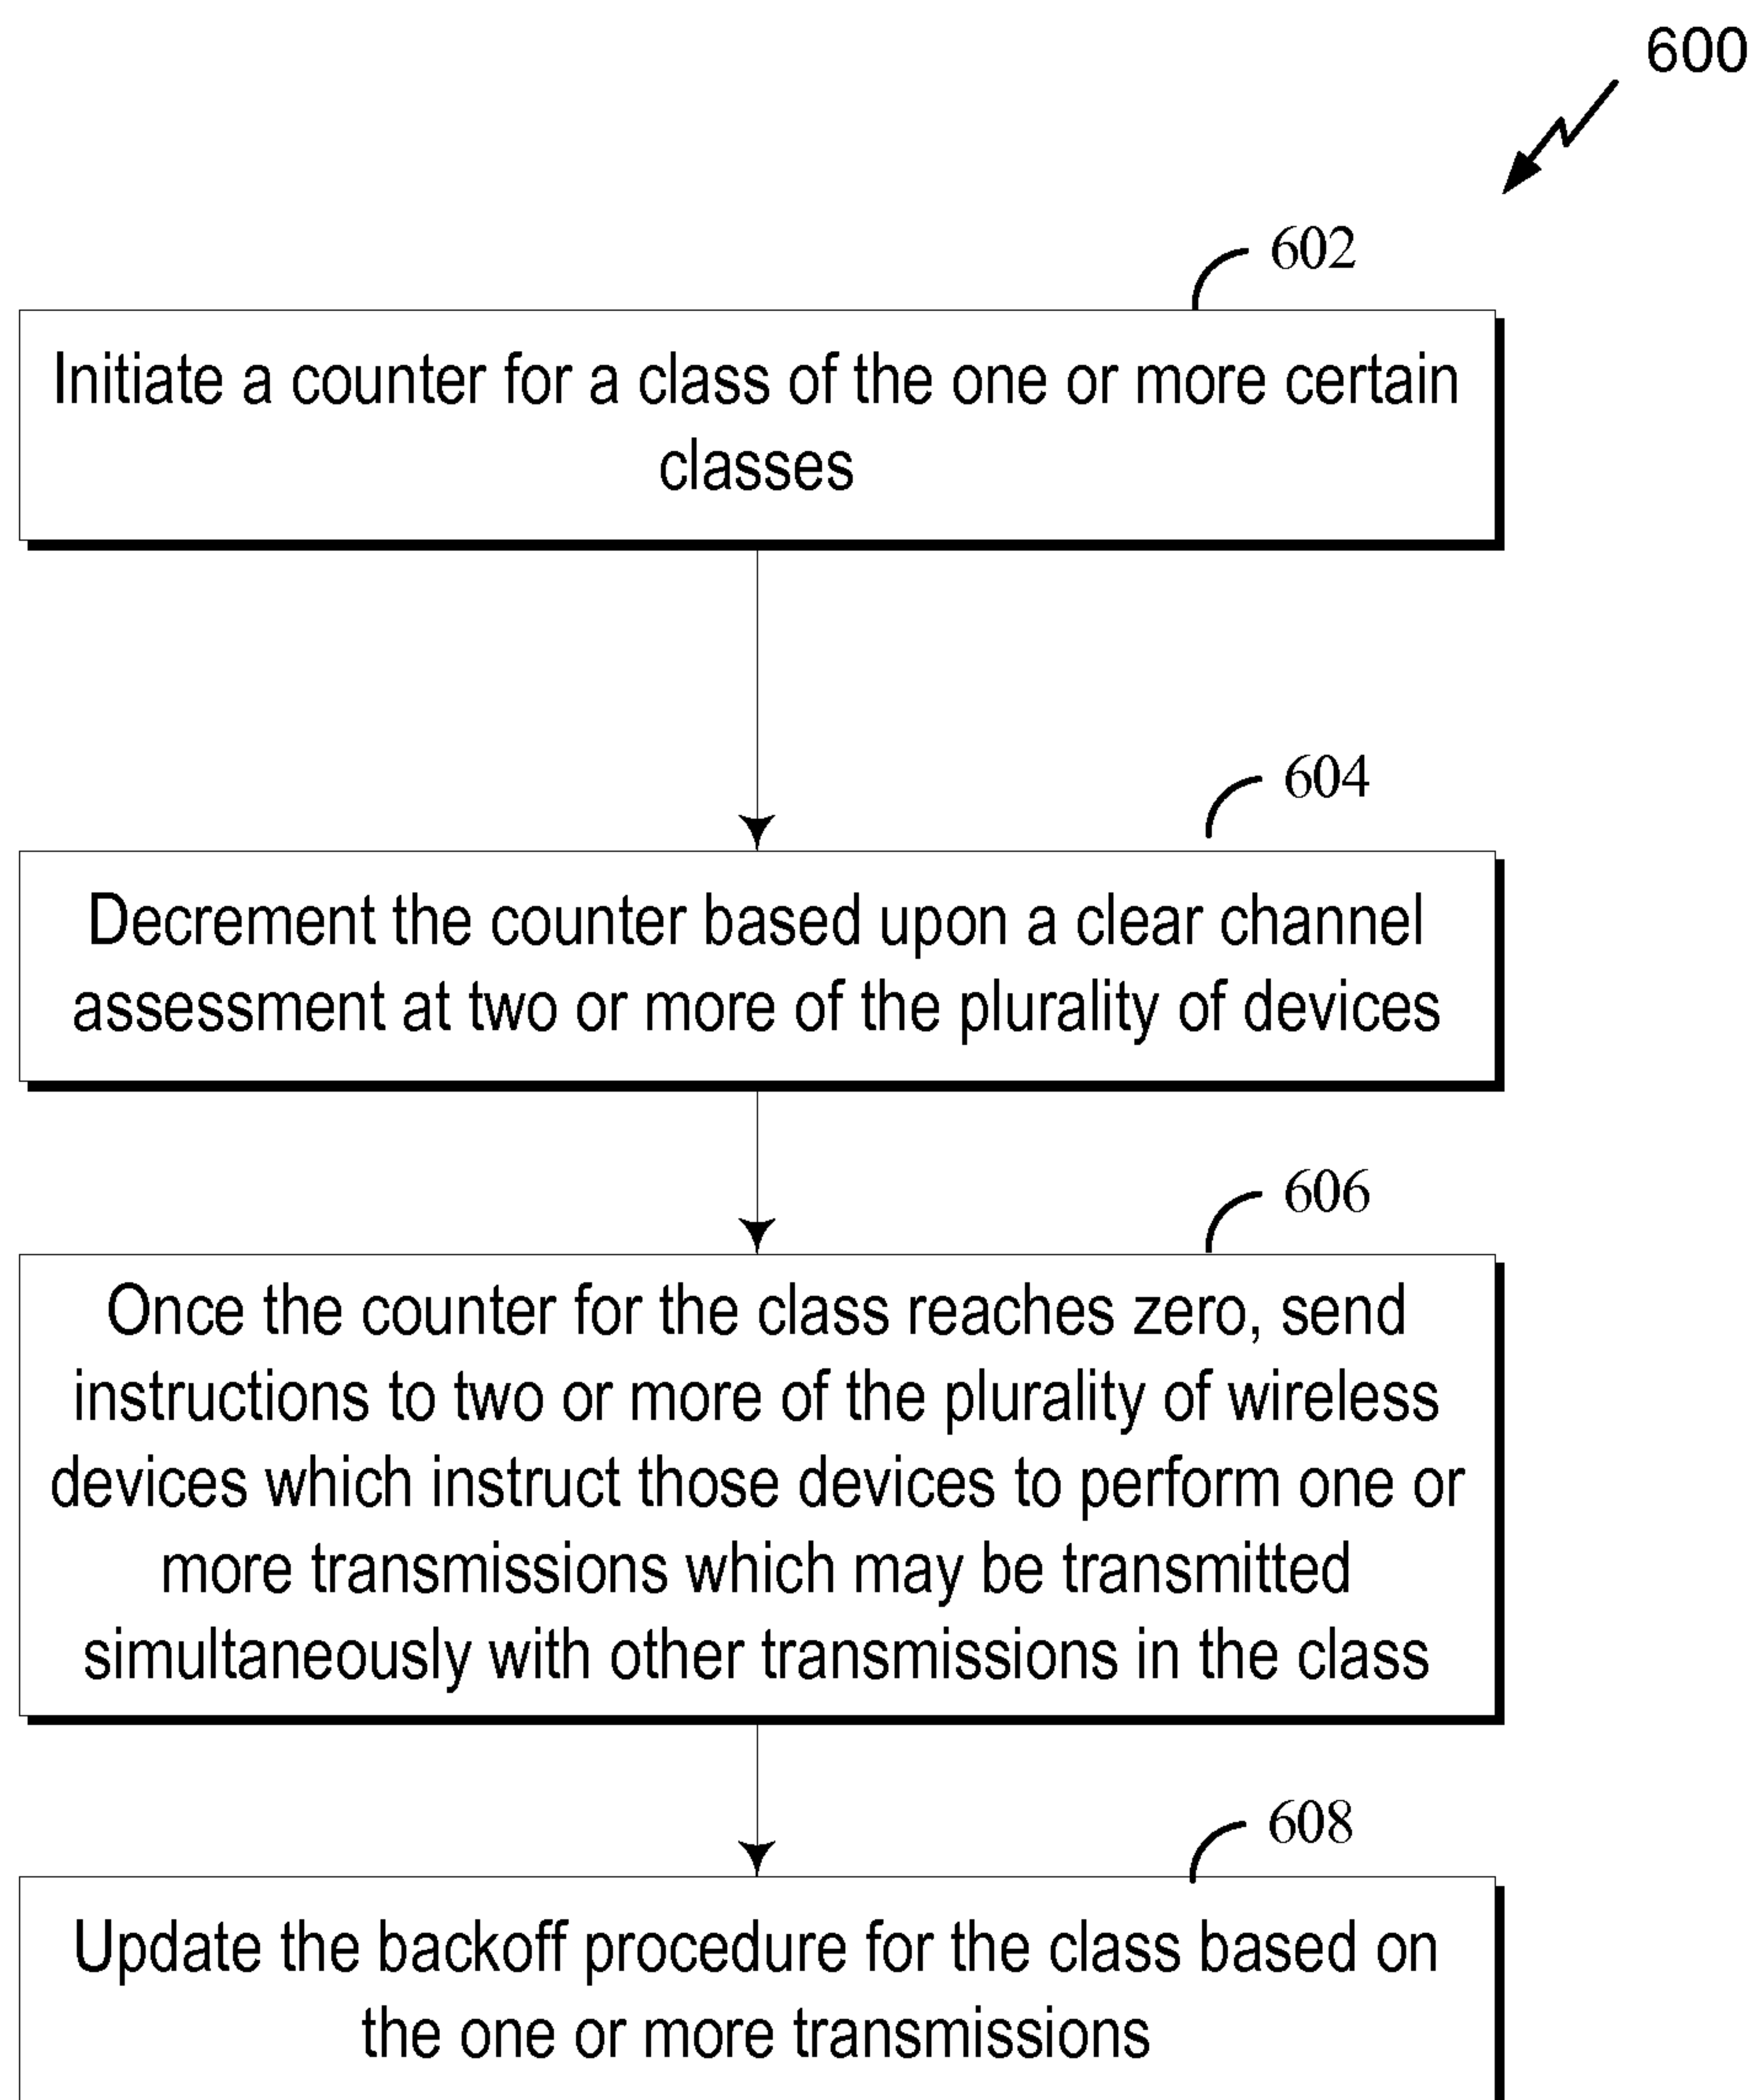 600
602
Initiate a counter for a class of the one or more certain
classes
604
Decrement the counter based upon a clear channel
assessment at two or more of the plurality of devices
606
Once the counter for the class reaches zero, send
instructions to two or more of the plurality of wireless
devices which instruct those devices to perform one or
more transmissions which may be transmitted
simultaneously with other transmissions in the class
608
Update the backoff procedure for the class based on
the one or more transmissions